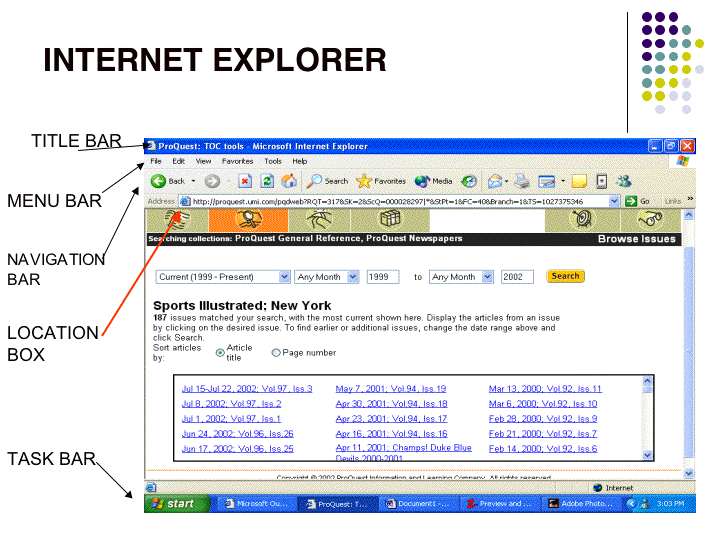 INTERNET EXPLORER
TITLE BAR
MENU BAR
NAVIGATION
BAR
LOCATION
BOX
TASK BAR
ProQuest: TOC tools - Microsoft Internet Explorer
File Edit View Favorites Tools Help
Back Search Favorites Media
Address http://proquest.umi.com/pqdweb?RQT=317&SK=2&ScQ=000028297|*&StPt=1&FC=40&Branch=1&TS=1027375346 Go Links »
Searching collections: ProQuest General Reference, ProQuest Newspapers Browse Issues
Current (1999 - Present) Any Month 1999 to Any Month 2002 Search
Sports Illustrated; New York
187 issues matched your search, with the most current shown here. Display the articles from an issue
by clicking on the desired issue. To find earlier or additional issues, change the date range above and
click Search.
Sort articles by: Article title Page number
Jul 15-Jul 22, 2002; Vol.97, Iss.3 May 7, 2001; Vol.94, Iss.19 Mar 13, 2000; Vol.92, Iss.11
Jul 8, 2002; Vol.97, Iss.2 Apr 30, 2001; Vol.94, Iss.18 Mar 6, 2000; Vol.92, Iss.10
Jul 1, 2002; Vol.97, Iss.1 Apr 23, 2001; Vol.94, Iss.17 Feb 28, 2000; Vol.92, Iss.9
Jun 24, 2002; Vol.96, Iss.26 Apr 16, 2001; Vol.94, Iss.16 Feb 21, 2000; Vol.92, Iss.7
Jun 17, 2002; Vol.96, Iss.25 Apr 11, 2001; Champs! Duke Blue Feb 14, 2000; Vol.92, Iss.6
Devils 2000-2001
Copyright © 2002 ProQuest Information and Learning Company. All rights reserved.
Internet
start Microsoft Ou... ProQuest: T... Document1 -... Preview and ... Adobe Photo... 3:03 PM